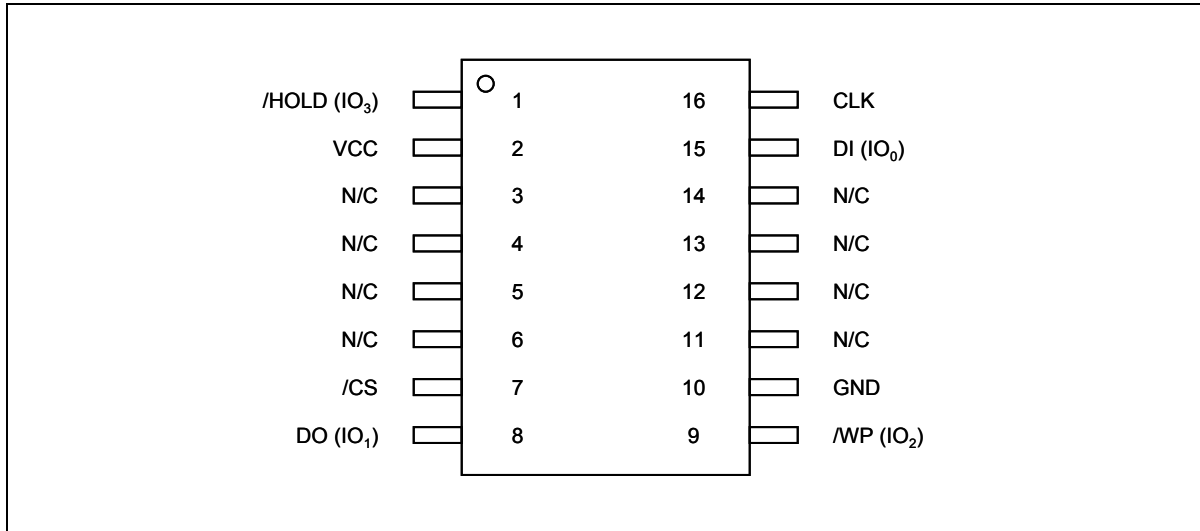 /HOLD (IO3) 1 16 CLK
VCC 2 15 DI (IO0)
N/C 3 14 N/C
N/C 4 13 N/C
N/C 5 12 N/C
N/C 6 11 N/C
/CS 7 10 GND
DO (IO1) 8 9 /WP (IO2)